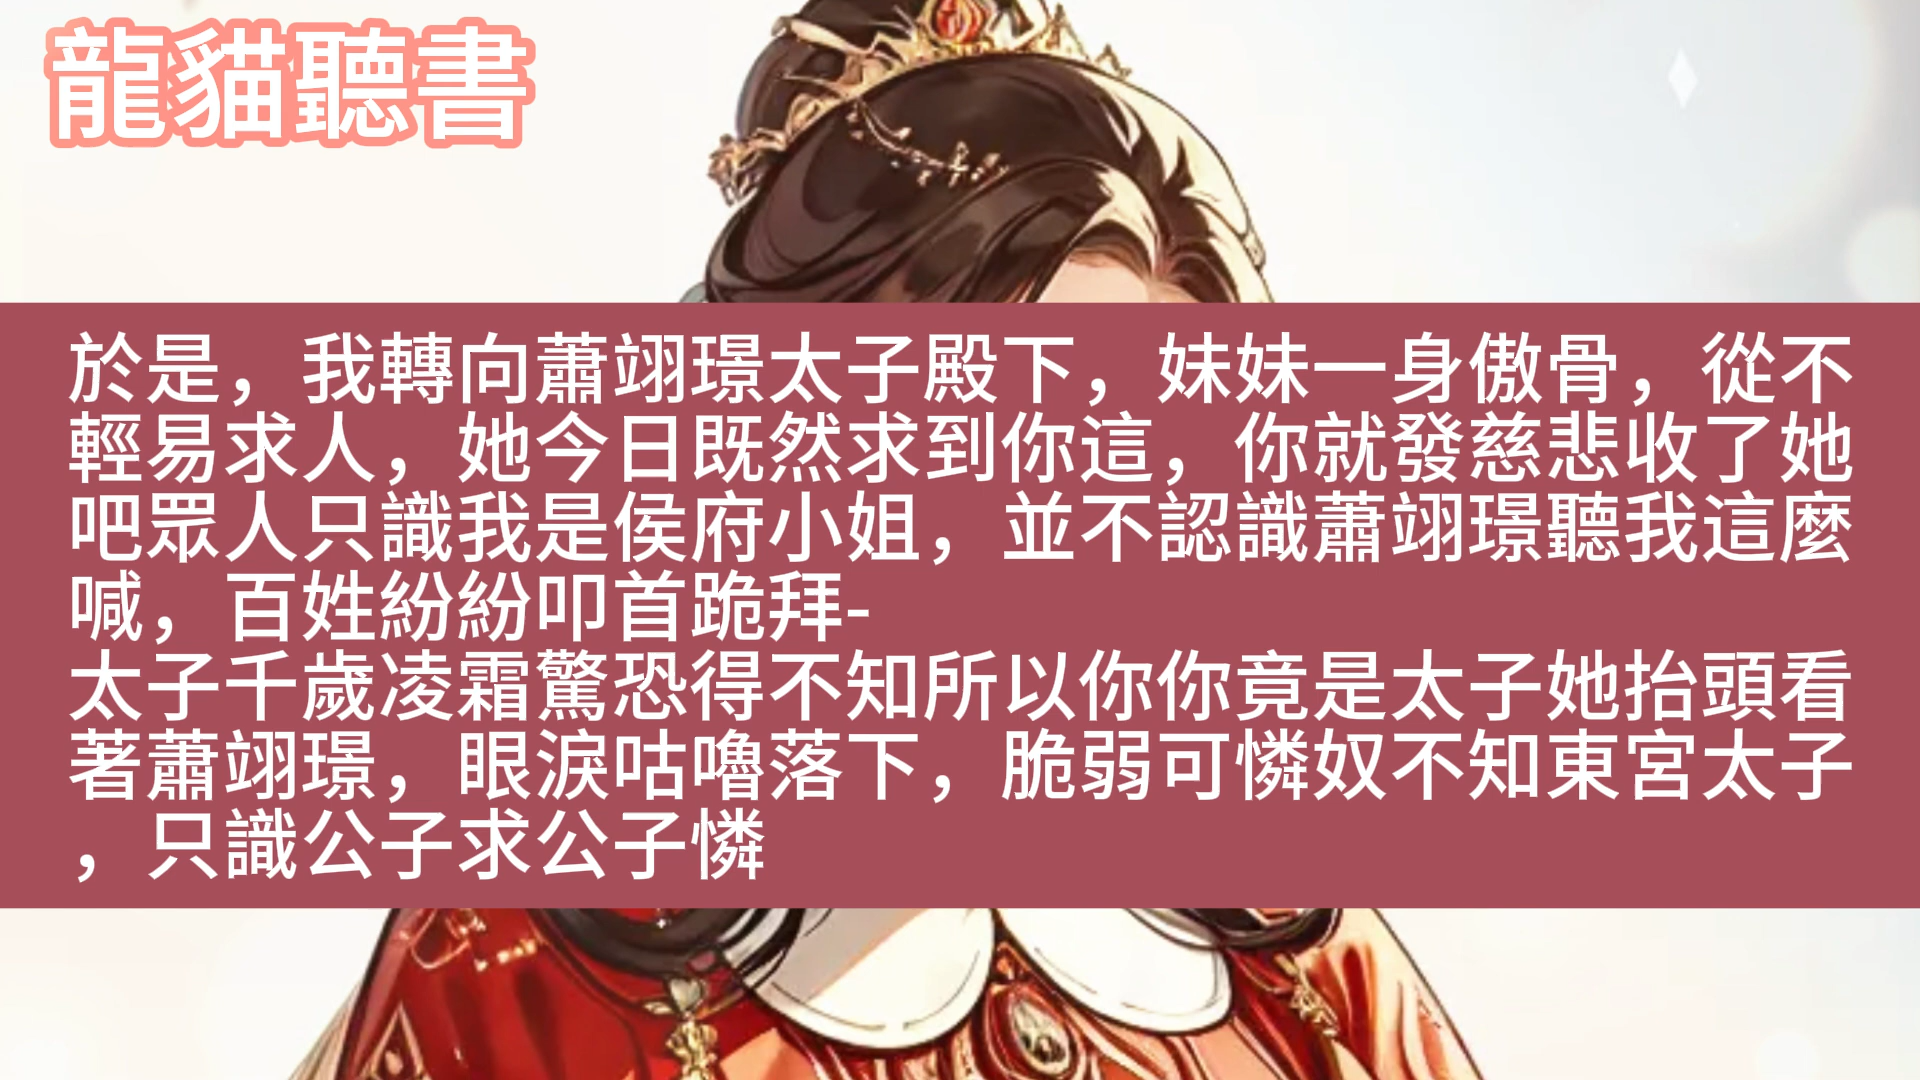 龍貓聽書
於是，我轉向蕭翊璟太子殿下，妹妹一身傲骨，從不
輕易求人，她今日既然求到你這，你就發慈悲收了她
吧眾人只識我是侯府小姐，並不認識蕭翊璟聽我這麼
喊，百姓紛紛叩首跪拜-
太子千歲凌霜驚恐得不知所以你你竟是太子她抬頭看
著蕭翊璟，眼淚咕嚕落下，脆弱可憐奴不知東宮太子
，只識公子求公子憐